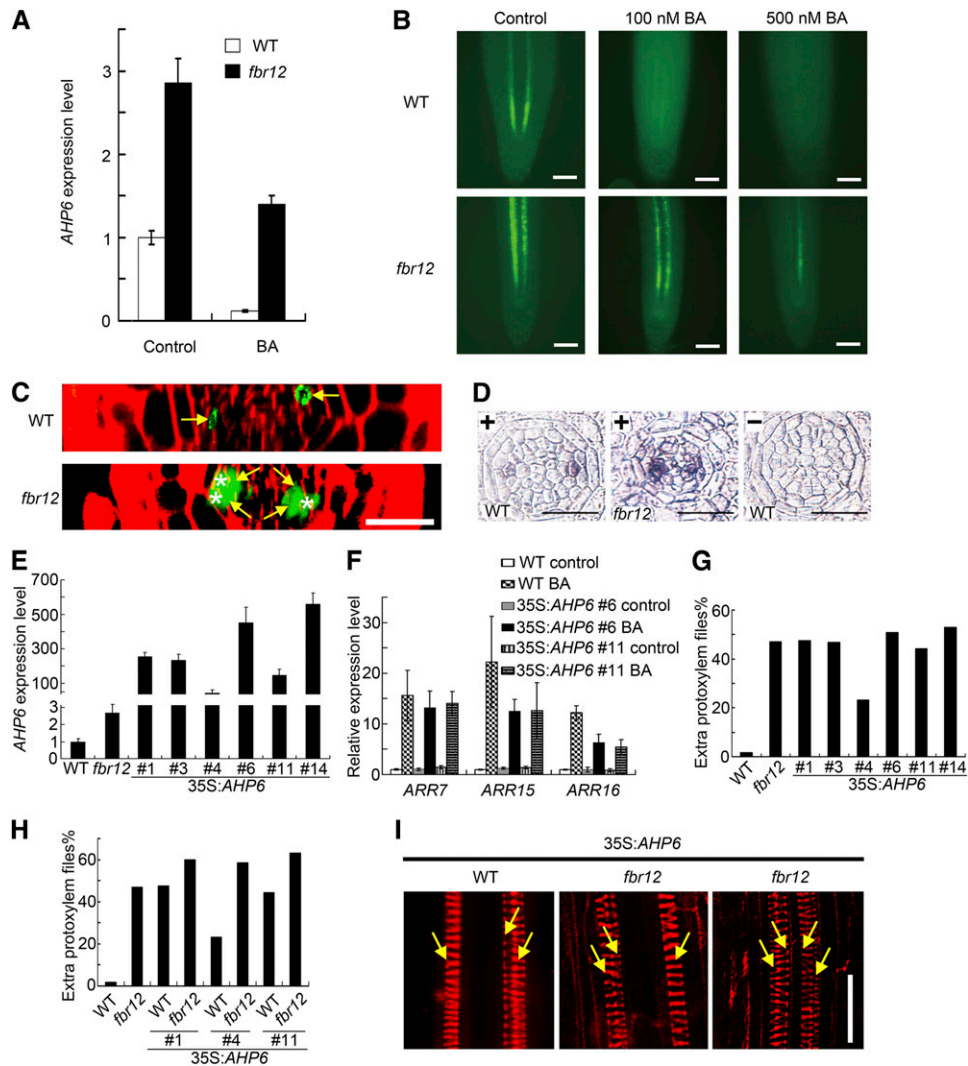 A
AHP6 expression level
3
2
1
0
WT
fbr12
Control
BA
B
Control
100 nM BA
500 nM BA
WT
fbr12
C
WT
fbr12
**
**
D
+
WT
+
fbr12
−
WT
E
AHP6 expression level
700
500
300
100
3
2
1
0
WT
fbr12
#1
#3
#4
#6
#11
#14
35S:AHP6
F
Relative expression
30
20
10
0
WT control
WT BA
35S:AHP6 #6 control
35S:AHP6 #6 BA
35S:AHP6 #11 control
35S:AHP6 #11 BA
ARR7
ARR15
ARR16
G
Extra protoxylem files%
60
40
20
0
WT
fbr12
#1
#3
#4
#6
#11
#14
35S:AHP6
H
Extra protoxylem files%
60
40
20
0
WT
fbr12
WT
fbr12
WT
fbr12
WT
fbr12
#1
#4
#11
35S:AHP6
I
35S:AHP6
WT
fbr12
fbr12